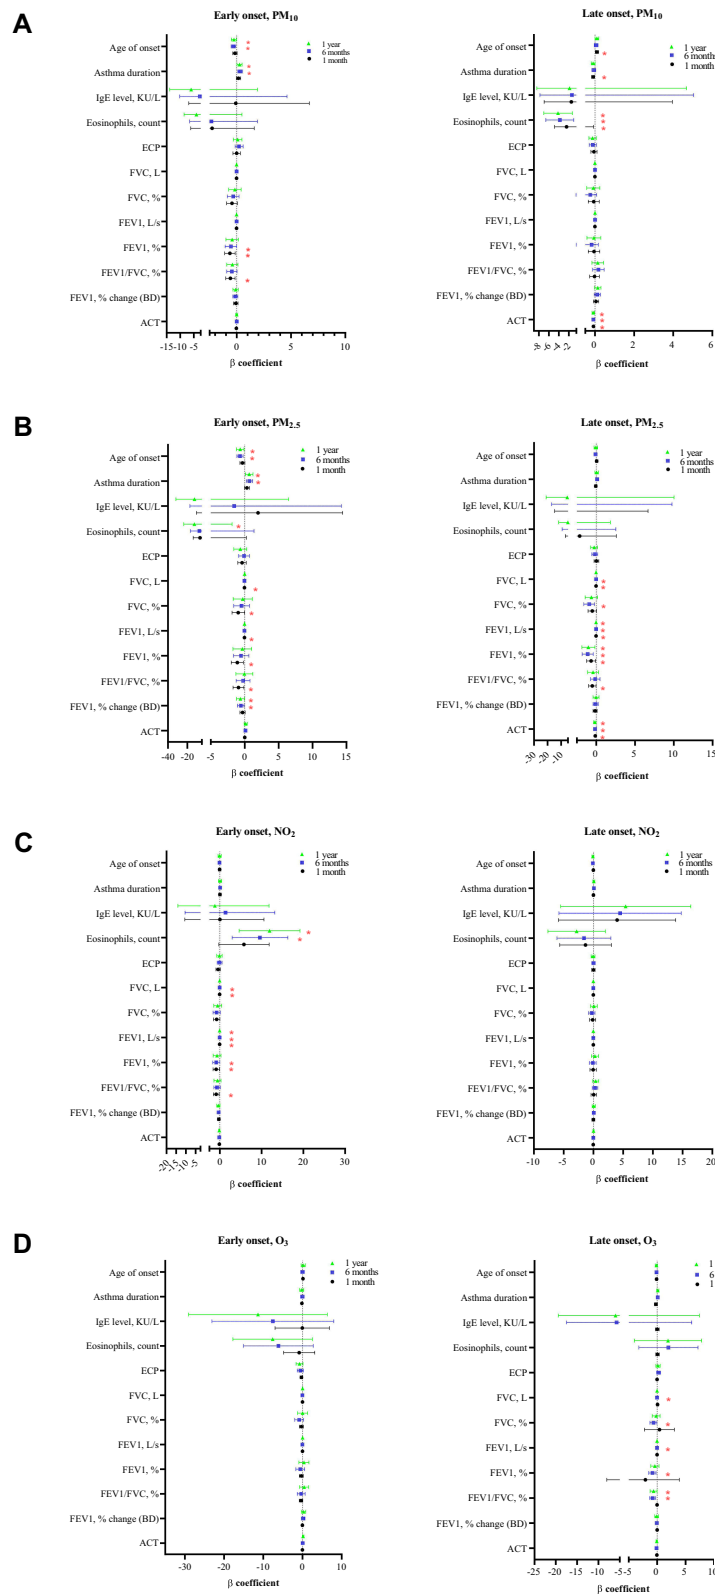 A
Early onset, PM10
1 year
6 months
1 month
Age of onset
Asthma duration
IgE level, KU/L
Eosinophils, count
ECP
FVC, L
FVC, %
FEV1, L/s
FEV1, %
FEV1/FVC, %
FEV1, % change (BD)
ACT
-15 -10 -5 0 5 10
β coefficient
Late onset, PM10
1 year
6 months
1 month
Age of onset
Asthma duration
IgE level, KU/L
Eosinophils, count
ECP
FVC, L
FVC, %
FEV1, L/s
FEV1, %
FEV1/FVC, %
FEV1, % change (BD)
ACT
-8 -6 -4 -2 0 2 4 6
β coefficient
B
Early onset, PM2.5
1 year
6 months
1 month
Age of onset
Asthma duration
IgE level, KU/L
Eosinophils, count
ECP
FVC, L
FVC, %
FEV1, L/s
FEV1, %
FEV1/FVC, %
FEV1, % change (BD)
ACT
-40 -20 -5 0 5 10 15
β coefficient
Late onset, PM2.5
1 year
6 months
1 month
Age of onset
Asthma duration
IgE level, KU/L
Eosinophils, count
ECP
FVC, L
FVC, %
FEV1, L/s
FEV1, %
FEV1/FVC, %
FEV1, % change (BD)
ACT
-30 -20 -10 0 5 10 15
β coefficient
C
Early onset, NO2
1 year
6 months
1 month
Age of onset
Asthma duration
IgE level, KU/L
Eosinophils, count
ECP
FVC, L
FVC, %
FEV1, L/s
FEV1, %
FEV1/FVC, %
FEV1, % change (BD)
ACT
-20 -15 -10 -5 0 10 20 30
β coefficient
Late onset, NO2
1 year
6 months
1 month
Age of onset
Asthma duration
IgE level, KU/L
Eosinophils, count
ECP
FVC, L
FVC, %
FEV1, L/s
FEV1, %
FEV1/FVC, %
FEV1, % change (BD)
ACT
-10 -5 0 5 10 15 20
β coefficient
D
Early onset, O3
1 year
6 months
1 month
Age of onset
Asthma duration
IgE level, KU/L
Eosinophils, count
ECP
FVC, L
FVC, %
FEV1, L/s
FEV1, %
FEV1/FVC, %
FEV1, % change (BD)
ACT
-30 -20 -10 0 10
β coefficient
Late onset, O3
1
6
1
Age of onset
Asthma duration
IgE level, KU/L
Eosinophils, count
ECP
FVC, L
FVC, %
FEV1, L/s
FEV1, %
FEV1/FVC, %
FEV1, % change (BD)
ACT
-25 -20 -15 -10 -5 -5 0 5 10
β coefficient